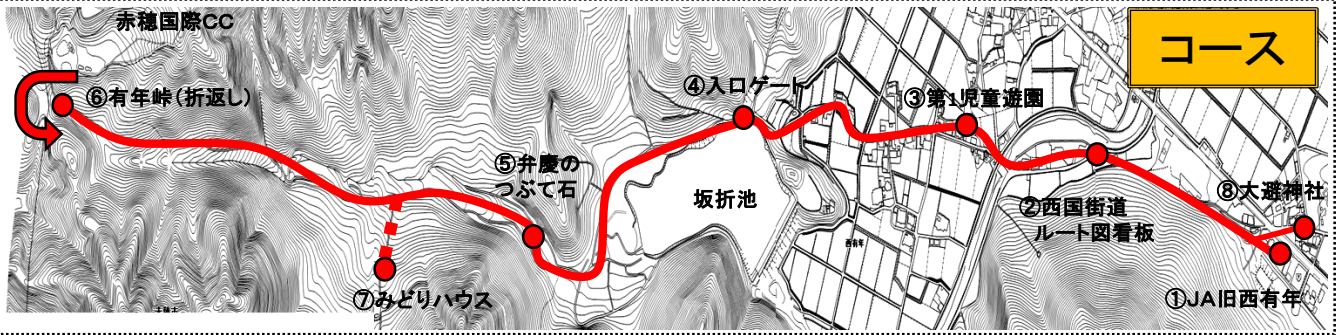 コース
赤穂国際CC
⑥有年峠(折返し)
④入口ゲート
③第1児童遊園
⑤弁慶の
つぶて石
坂折池
②西国街道
ルート図看板
⑧大避神社
⑦みどりハウス
①JA旧西有年
西有年